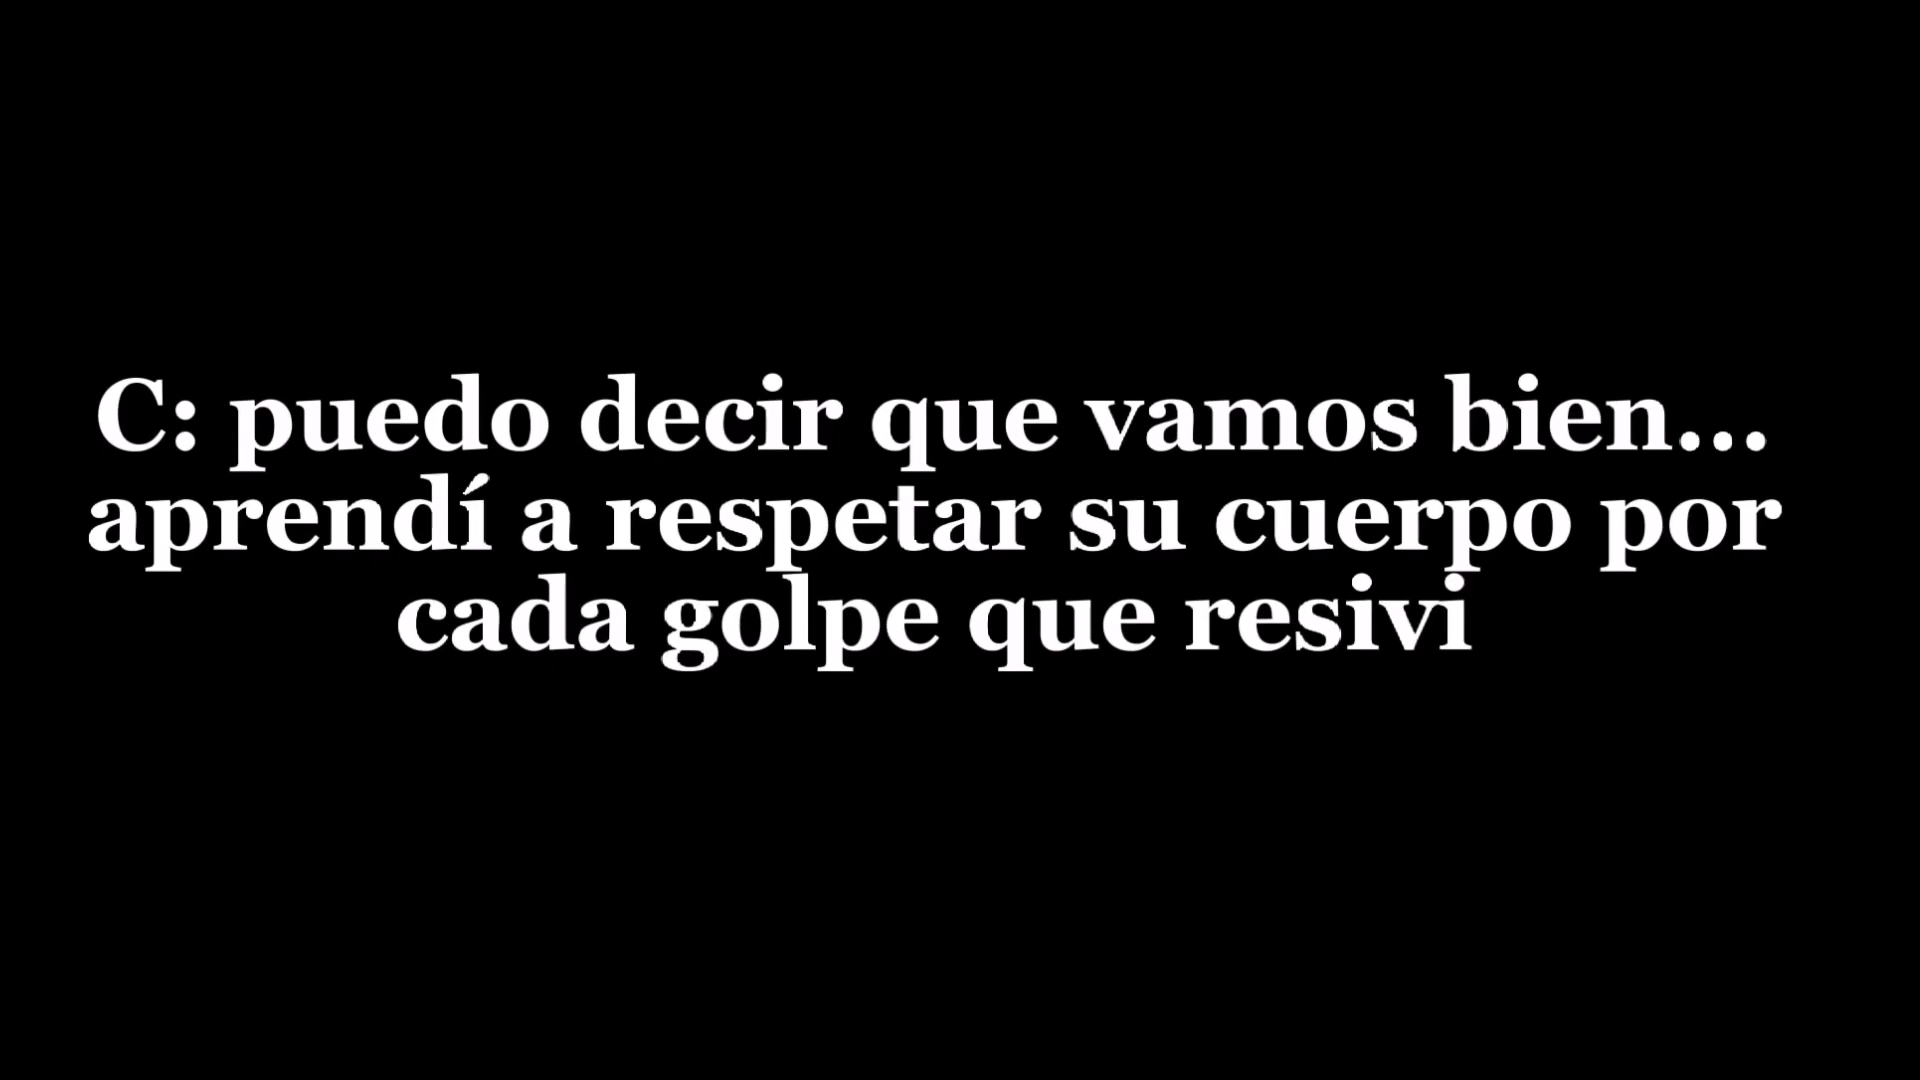 C: puedo decir que vamos bien...
aprendí a respetar su cuerpo por
cada golpe que resivi